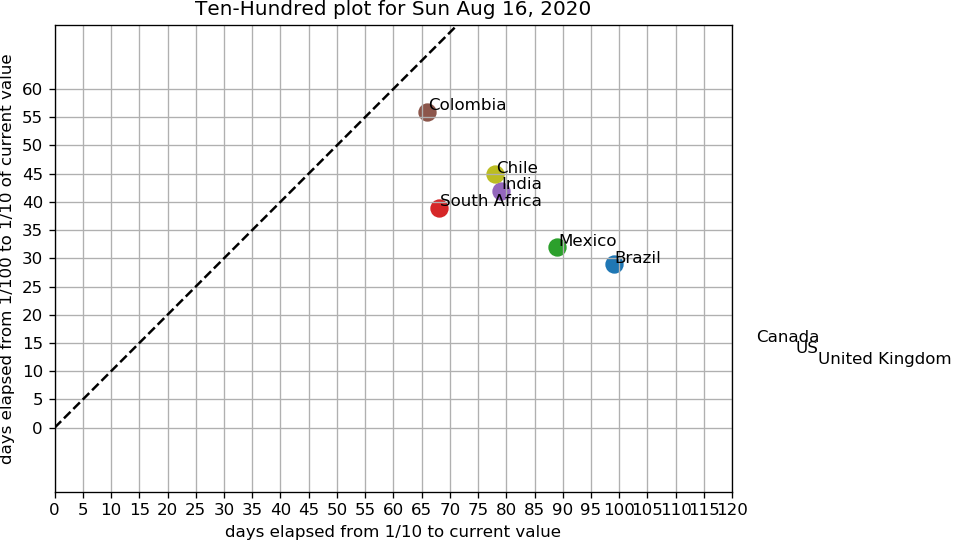 Ten-Hundred plot for Sun Aug 16, 2020
days elapsed from 1/100 to 1/10 of current value
60
55
50
45
40
35
30
25
20
15
10
5
0
Colombia
Chile
India
South Africa
Mexico
Brazil
Canada
US
United Kingdom
0 5 10 15 20 25 30 35 40 45 50 55 60 65 70 75 80 85 90 95 100 105 110 115 120
days elapsed from 1/10 to current value